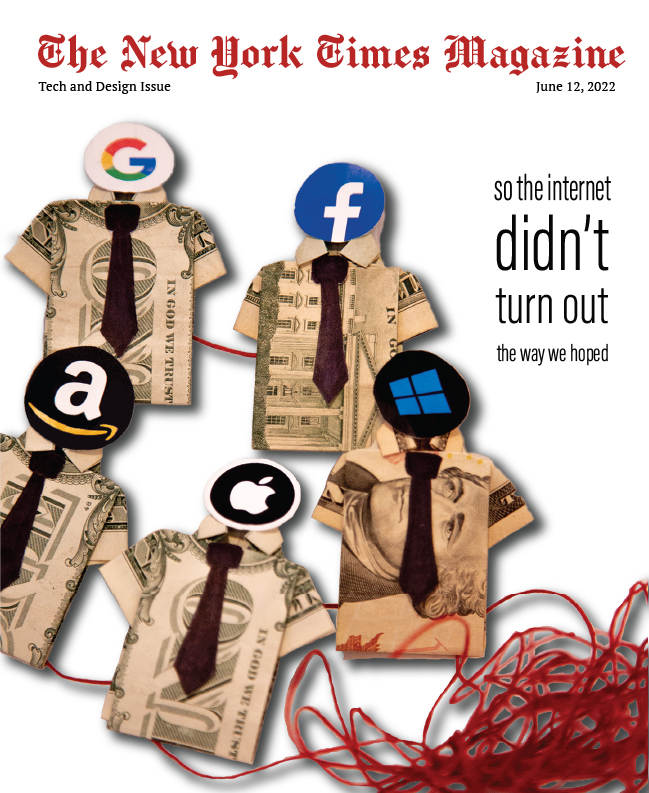 The New York Times Magazine
Tech and Design Issue
June 12, 2022
so the internet
didn't
turn out
the way we hoped
G
f
IN GOD WE TRUST
IN G
a
IN GOD WE TRUST